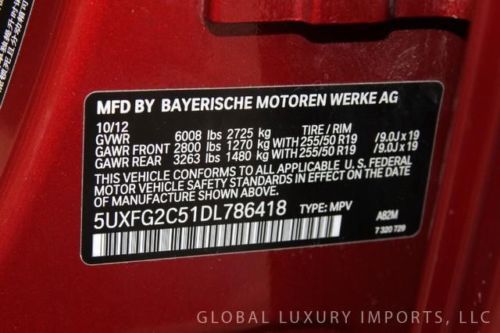 MFD BY BAYERISCHE MOTOREN WERKE AG
10/12
GVWR 6008 lbs 2725 kg TIRE / RIM
GAWR FRONT 2800 lbs 1270 kg WITH 255/50 R19 /9.0J x 19
GAWR REAR 3263 lbs 1480 kg WITH 255/50 R19 /9.0J x 19
THIS VEHICLE CONFORMS TO ALL APPLICABLE FEDERAL
MOTOR VEHICLE SAFETY STANDARDS IN EFFECT ON THE DATE
OF MANUFACTURE SHOWN ABOVE.
5UXFG2C51DL786418 TYPE: MPV
AB2M
7 320 729
GLOBAL LUXURY IMPORTS, LLC